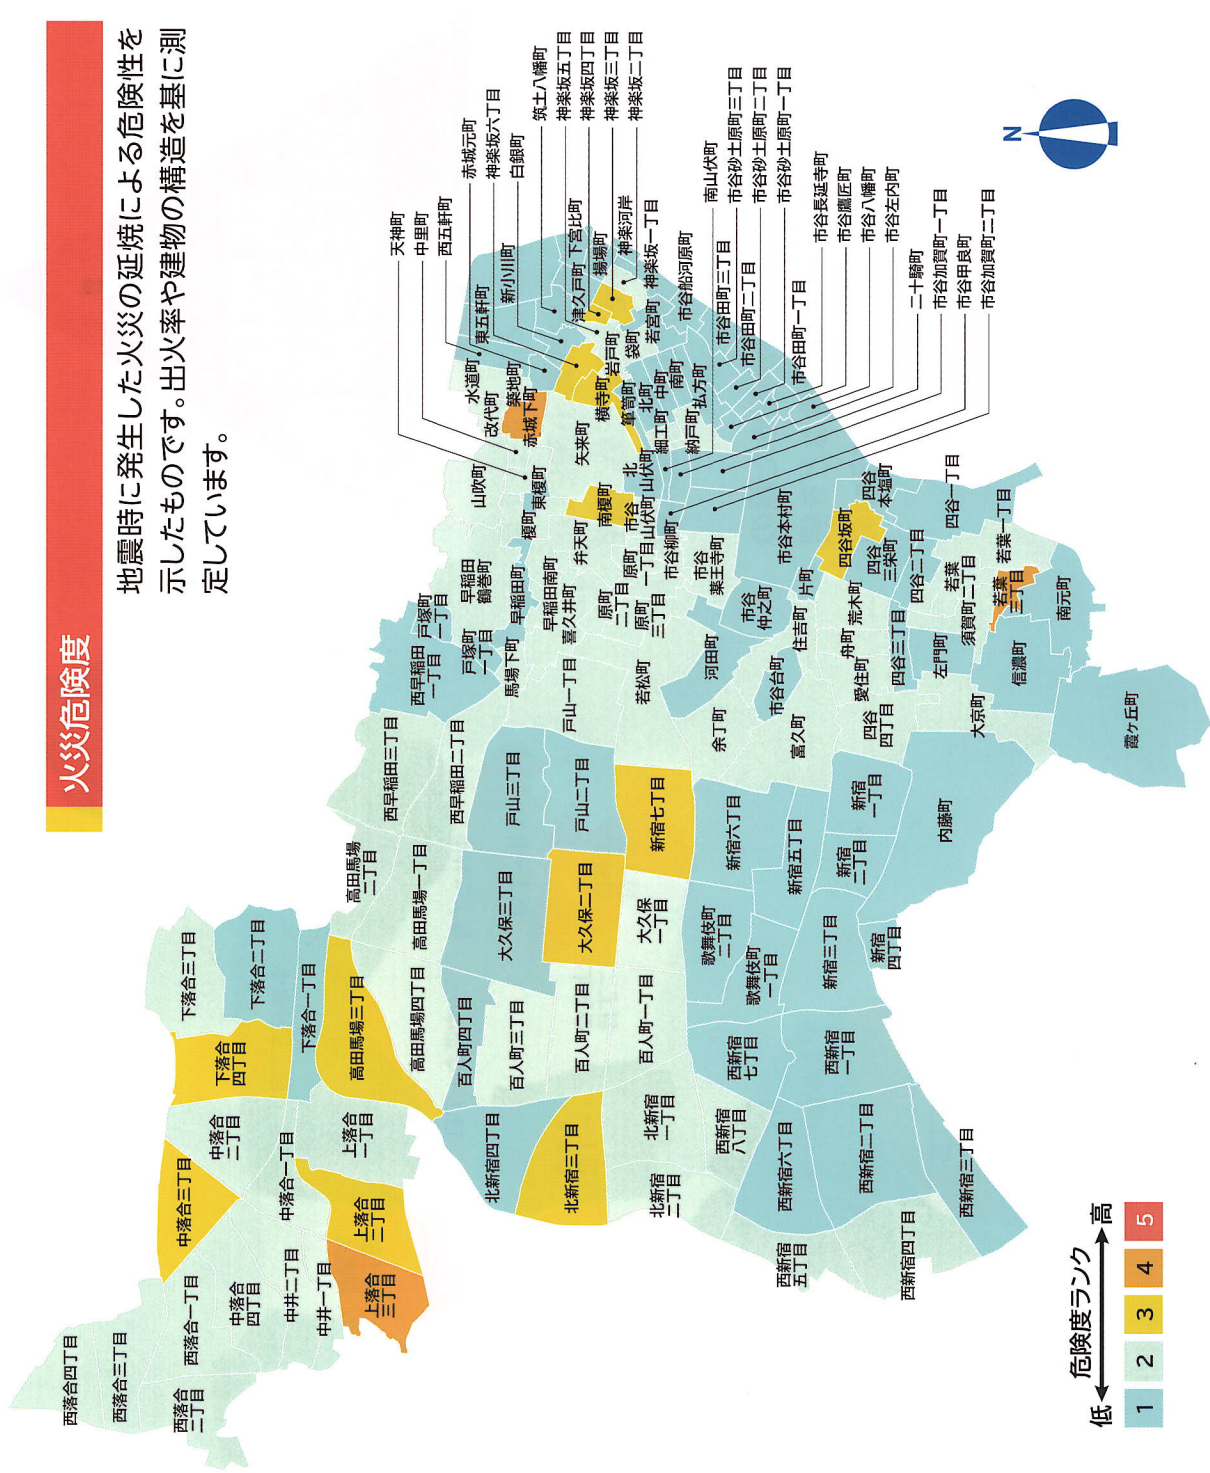 火災危険度
地震時に発生した火災の延焼による危険性を
示したものです。出火率や建物の構造を基に測
定しています。
N
天神町
中里町
西五軒町
赤城元町
神楽坂六丁目
白銀町
筑土八幡町
神楽坂五丁目
神楽坂四丁目
神楽坂三丁目
神楽坂二丁目
南山伏町
市谷砂土原町三丁目
市谷砂土原町二丁目
市谷砂土原町一丁目
市谷長延寺町
市谷鷹匠町
市谷八幡町
市谷左内町
二十騎町
市谷加賀町一丁目
市谷甲良町
市谷加賀町二丁目
水道町
東五軒町
新小川町
津久戸町
下宮比町
揚場町
神楽河岸
神楽坂一丁目
改代町
築地町
赤城下町
岩戸町
袋町
若宮町
市谷船河原町
横寺町
矢来町
簞笥町
北町
中町
南町
払方町
納戸町
細工町
市谷田町三丁目
市谷田町二丁目
市谷田町一丁目
山吹町
東榎町
榎町
南榎町
北
山伏町
市谷
山伏町
弁天町
原町
一丁目
市谷柳町
市谷
薬王寺町
市谷本村町
四谷
本塩町
四谷坂町
四谷
三栄町
四谷一丁目
四谷二丁目
若葉
二丁目
若葉一丁目
若葉
三丁目
須賀町
南元町
早稲田
鶴巻町
早稲田町
早稲田南町
喜久井町
原町
二丁目
原町
三丁目
市谷
仲之町
片町
住吉町
荒木町
舟町
愛住町
四谷三丁目
左門町
信濃町
戸塚町
一丁目
西早稲田
一丁目
戸塚町
一丁目
馬場下町
戸山一丁目
若松町
河田町
市谷台町
余丁町
富久町
四谷
四丁目
大京町
霞ヶ丘町
西早稲田三丁目
西早稲田二丁目
戸山三丁目
戸山二丁目
新宿七丁目
新宿六丁目
新宿五丁目
新宿
一丁目
新宿
二丁目
内藤町
高田馬場
二丁目
高田馬場一丁目
大久保三丁目
大久保二丁目
大久保
一丁目
歌舞伎町
二丁目
歌舞伎町
一丁目
新宿三丁目
新宿
四丁目
下落合三丁目
下落合二丁目
下落合一丁目
高田馬場三丁目
高田馬場四丁目
百人町四丁目
百人町三丁目
百人町二丁目
百人町一丁目
西新宿
七丁目
西新宿
一丁目
下落合
四丁目
中落合
二丁目
中落合一丁目
上落合
一丁目
北新宿四丁目
北新宿三丁目
北新宿
一丁目
北新宿
二丁目
西新宿
八丁目
西新宿六丁目
西新宿二丁目
西新宿三丁目
中落合三丁目
上落合
二丁目
上落合
三丁目
西新宿
五丁目
西新宿四丁目
西落合一丁目
中落合
四丁目
中井二丁目
中井一丁目
西落合四丁目
西落合三丁目
西落合
二丁目
危険度ランク
低
高
1
2
3
4
5